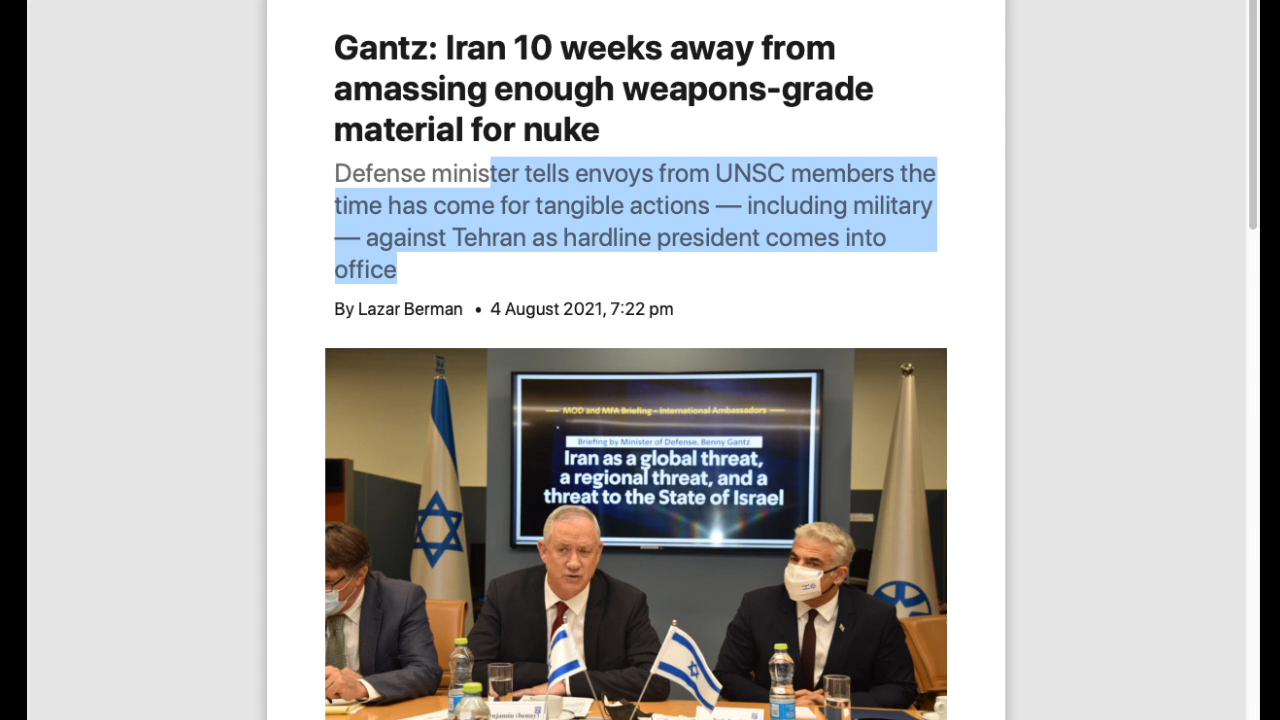 Gantz: Iran 10 weeks away from
amassing enough weapons-grade
material for nuke
Defense minister tells envoys from UNSC members the
time has come for tangible actions — including military
— against Tehran as hardline president comes into
office
By Lazar Berman • 4 August 2021, 7:22 pm
MOD and MFA Briefing - International Ambassadors
Briefing by Minister of Defense, Benny Gantz
Iran as a global threat,
a regional threat, and a
threat to the State of Israel